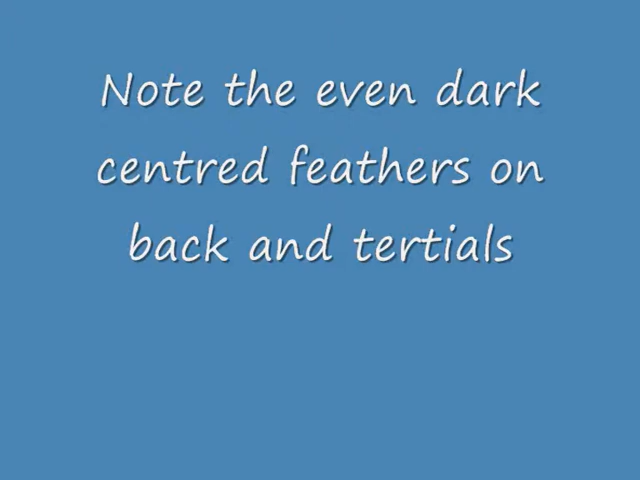 Note the even dark
centred feathers on
back and tertials